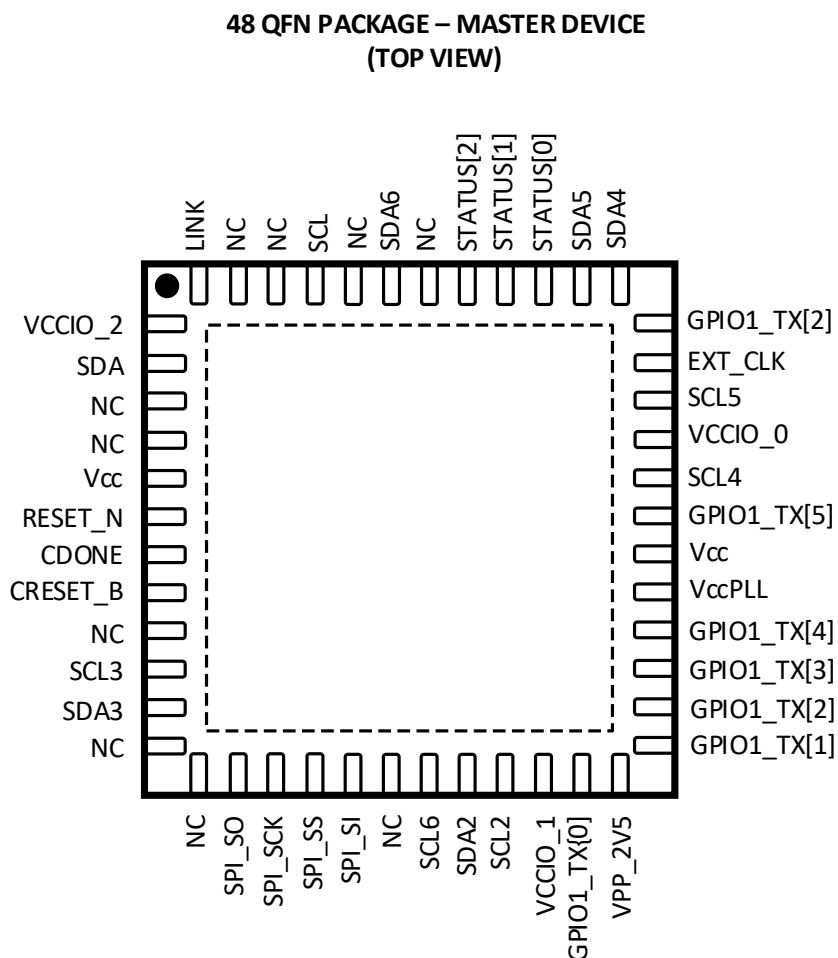 48 QFN PACKAGE – MASTER DEVICE
(TOP VIEW)
LINK
NC
NC
SCL
NC
SDA6
NC
STATUS[2]
STATUS[1]
STATUS[0]
SDA5
SDA4
VCCIO_2
SDA
NC
NC
Vcc
RESET_N
CDONE
CRESET_B
NC
SCL3
SDA3
NC
GPIO1_TX[2]
EXT_CLK
SCL5
VCCIO_0
SCL4
GPIO1_TX[5]
Vcc
VccPLL
GPIO1_TX[4]
GPIO1_TX[3]
GPIO1_TX[2]
GPIO1_TX[1]
NC
SPI_SO
SPI_SCK
SPI_SS
SPI_SI
NC
SCL6
SDA2
SCL2
VCCIO_1
GPIO1_TX{0]
VPP_2V5